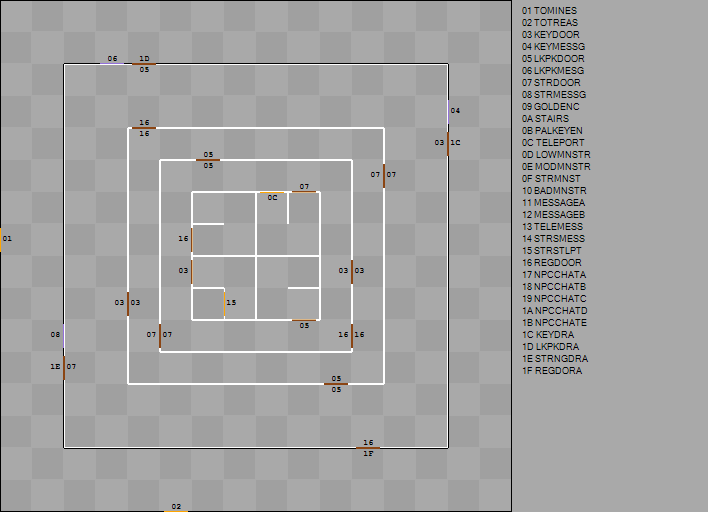 01 TOMINES
02 TOTREAS
03 KEYDOOR
04 KEYMESSG
05 LKPKDOOR
06 LKPKMESG
07 STRDOOR
08 STRMESSG
09 GOLDENC
0A STAIRS
0B PALKEYEN
0C TELEPORT
0D LOWMNSTR
0E MODMNSTR
0F STRMNST
10 BADMNSTR
11 MESSAGEA
12 MESSAGEB
13 TELEMESS
14 STRSMESS
15 STRSTLPT
16 REGDOOR
17 NPCCHATA
18 NPCCHATB
19 NPCCHATC
1A NPCCHATD
1B NPCCHATE
1C KEYDRA
1D LKPKDRA
1E STRNGDRA
1F REGDORA
06 1D
05
04
16
16
03 1C
05
05
07 07
07
0C
01
16
03
03 03
03 03
15
05
08
07 07
16 16
1E 07
05
05
16
1F
02